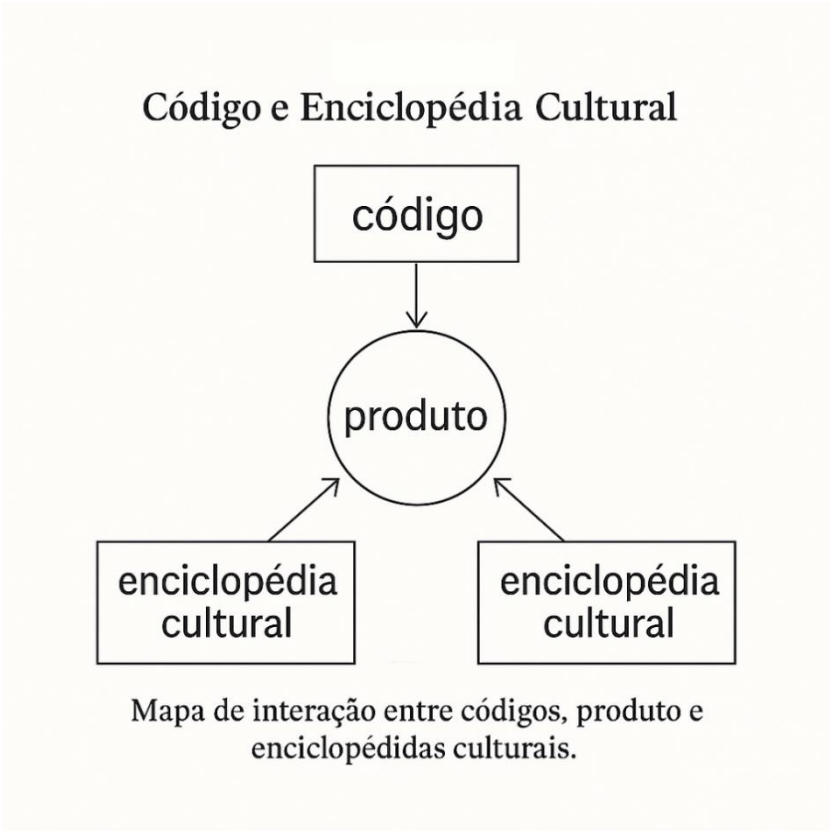 Código e Enciclopédia Cultural
código
produto
enciclopédia
cultural
enciclopédia
cultural
Mapa de interação entre códigos, produto e
enciclopédidas culturais.